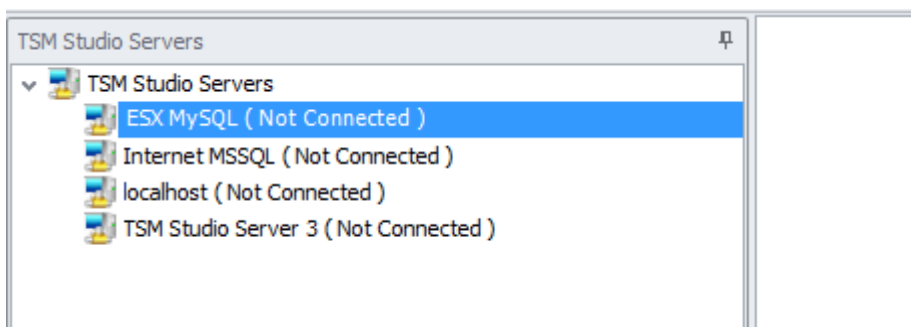 TSM Studio Servers
TSM Studio Servers
ESX MySQL ( Not Connected )
Internet MSSQL ( Not Connected )
localhost ( Not Connected )
TSM Studio Server 3 ( Not Connected )